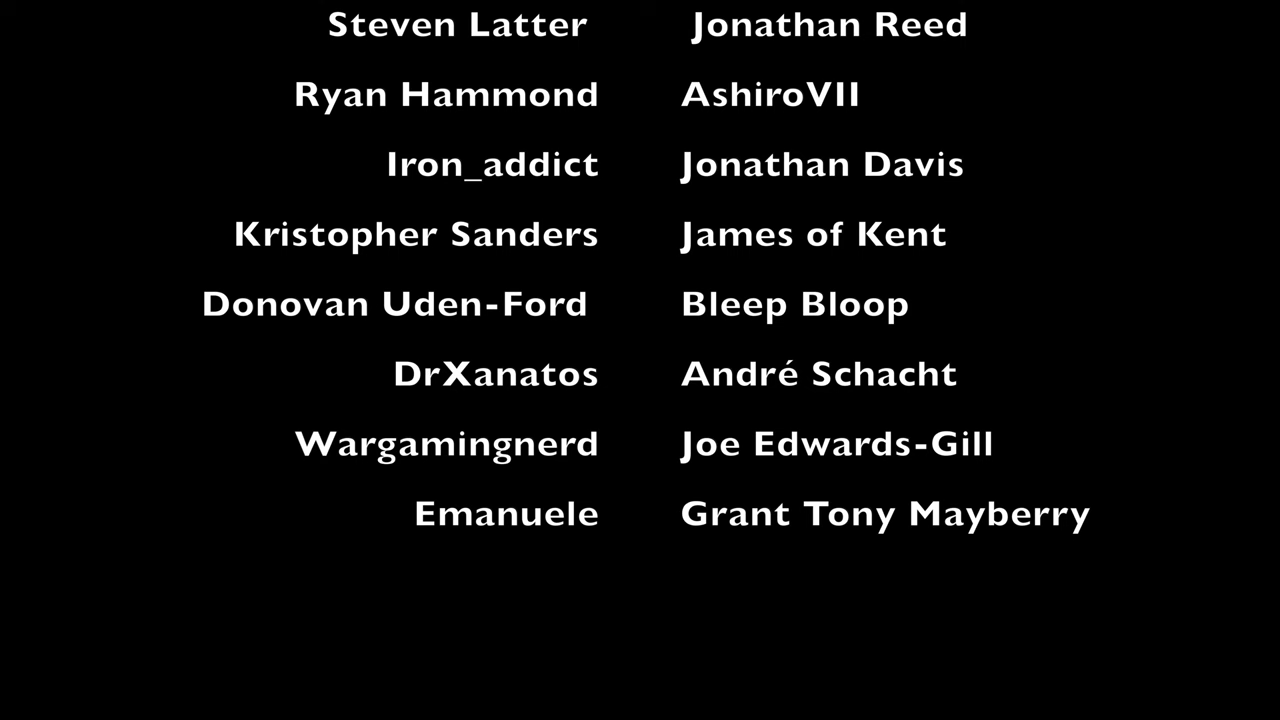 Steven Latter Jonathan Reed
Ryan Hammond AshiroVII
Iron_addict Jonathan Davis
Kristopher Sanders James of Kent
Donovan Uden-Ford Bleep Bloop
DrXanatos André Schacht
Wargamingnerd Joe Edwards-Gill
Emanuele Grant Tony Mayberry